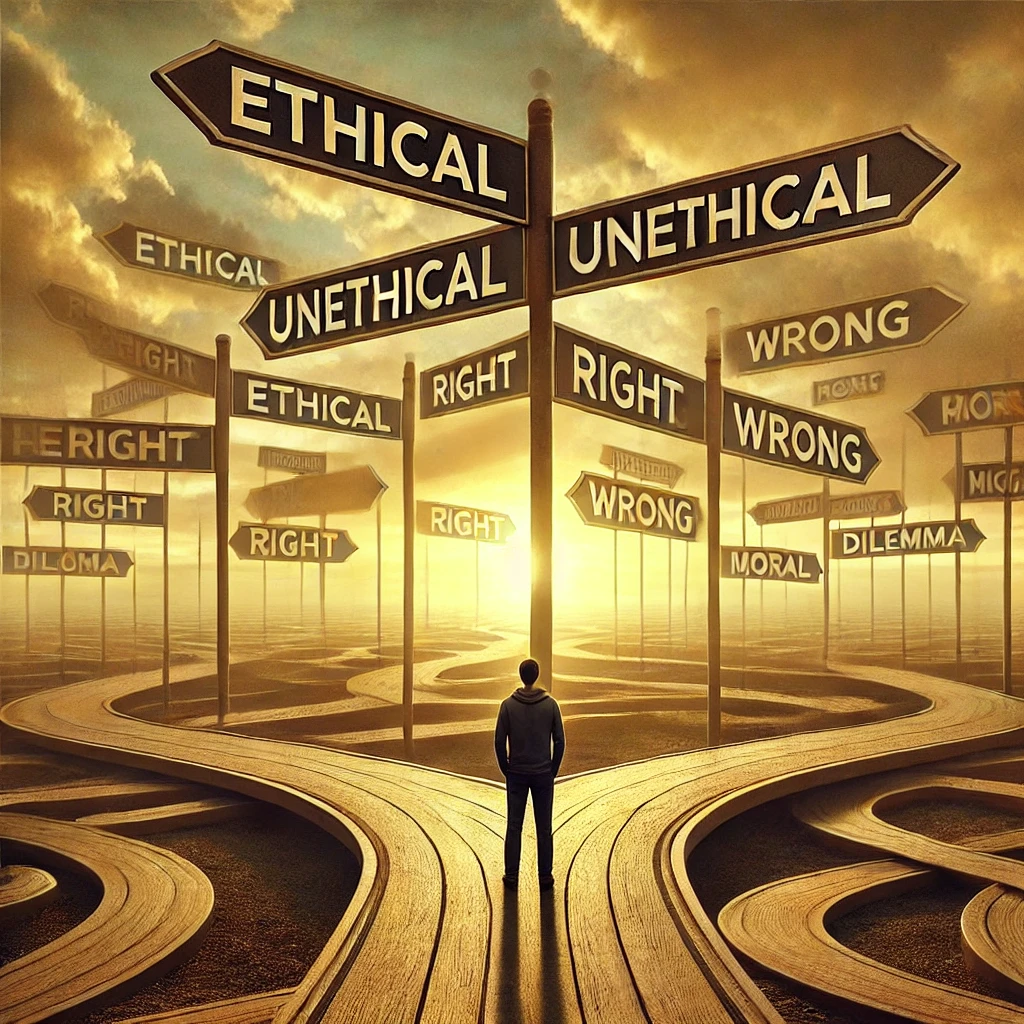 ETHICAL
UNETHICAL
UNETHICAL
ETHICAL
WRONG
RIGHT
RIGHT
ETHICAL
WRONG
HERIGHT
RIGHT
WRONG
RIGHT
RIGHT
DILEMMA
DILOMA
MORAL